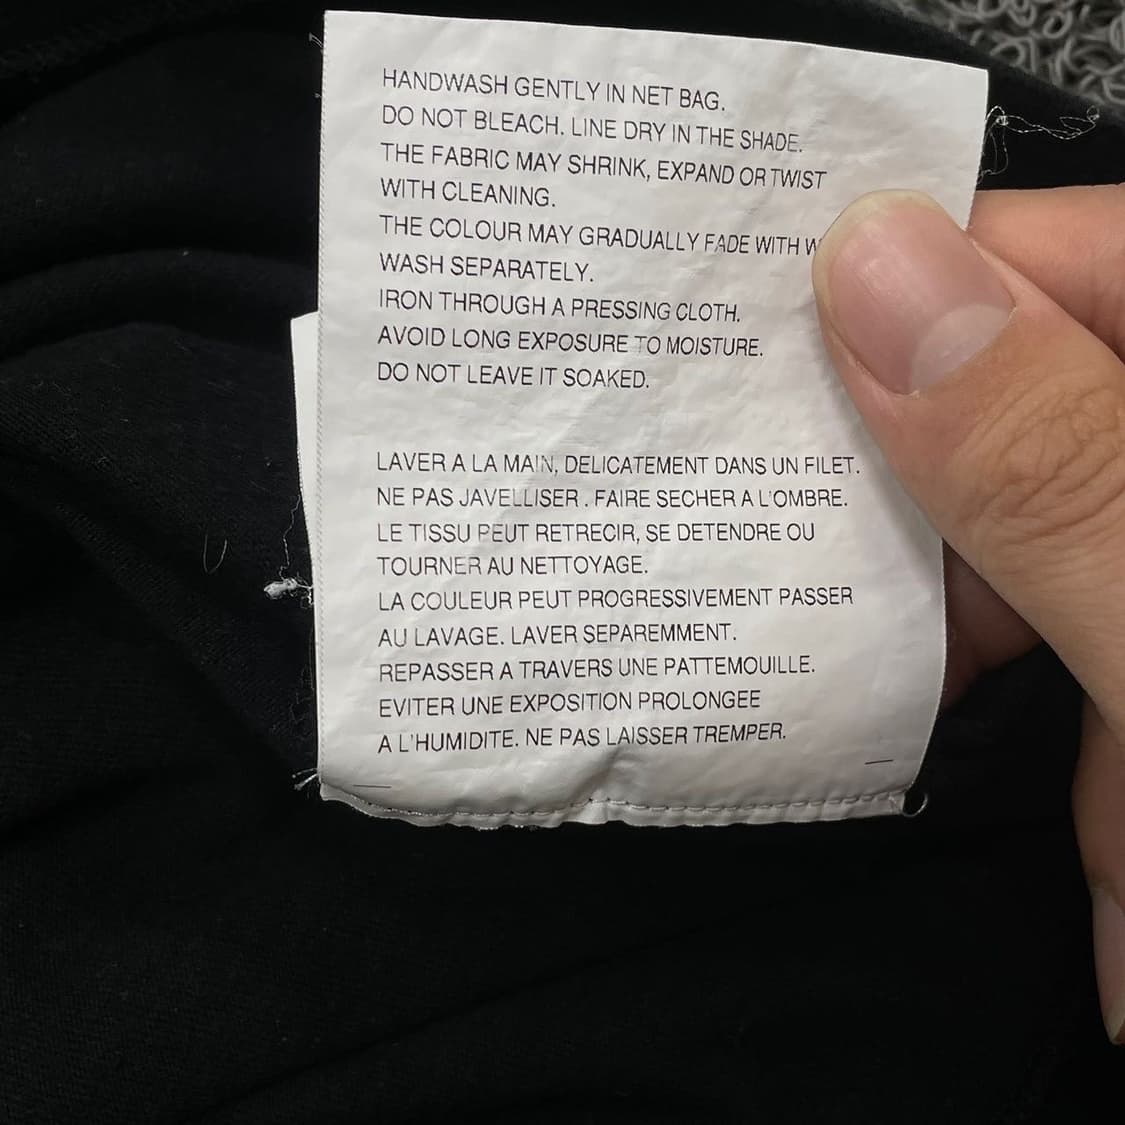 HANDWASH GENTLY IN NET BAG.
DO NOT BLEACH. LINE DRY IN THE SHADE.
THE FABRIC MAY SHRINK, EXPAND OR TWIST
WITH CLEANING.
THE COLOUR MAY GRADUALLY FADE WITH
WASH SEPARATELY.
IRON THROUGH A PRESSING CLOTH.
AVOID LONG EXPOSURE TO MOISTURE.
DO NOT LEAVE IT SOAKED.
LAVER A LA MAIN, DELICATEMENT DANS UN FILET.
NE PAS JAVELLISER . FAIRE SECHER A L'OMBRE.
LE TISSU PEUT RETRECIR, SE DETENDRE OU
TOURNER AU NETTOYAGE.
LA COULEUR PEUT PROGRESSIVEMENT PASSER
AU LAVAGE. LAVER SEPAREMMENT.
REPASSER A TRAVERS UNE PATTEMOUILLE.
EVITER UNE EXPOSITION PROLONGEE
A L'HUMIDITE. NE PAS LAISSER TREMPER.